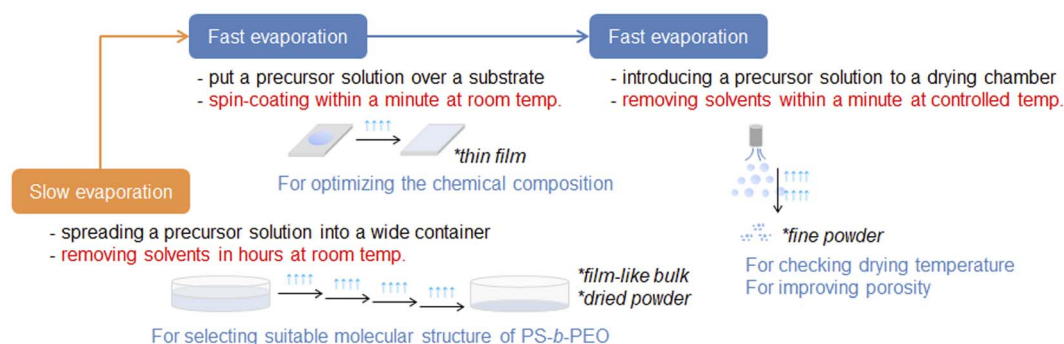 Fast evaporation
- put a precursor solution over a substrate
- spin-coating within a minute at room temp.
*thin film
For optimizing the chemical composition
Fast evaporation
- introducing a precursor solution to a drying chamber
- removing solvents within a minute at controlled temp.
*fine powder
For checking drying temperature
For improving porosity
Slow evaporation
- spreading a precursor solution into a wide container
- removing solvents in hours at room temp.
*film-like bulk
*dried powder
For selecting suitable molecular structure of PS-b-PEO